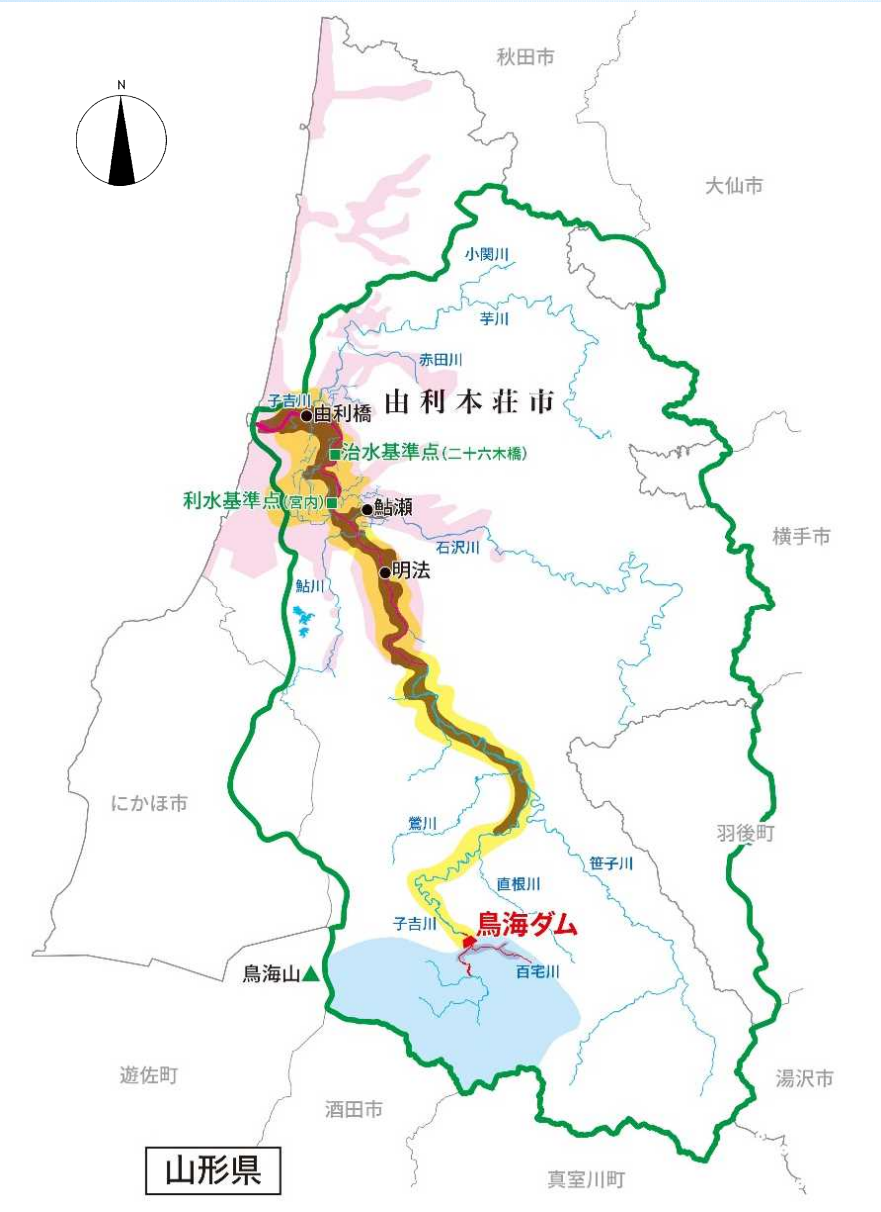 秋田市
N
大仙市
小関川
芋川
赤田川
子吉川
由利橋
由利本荘市
治水基準点(二十六木橋)
利水基準点(宮内)
鮎瀬
横手市
石沢川
明法
鮎川
にかほ市
鶯川
羽後町
笹子川
直根川
子吉川
鳥海ダム
鳥海山
百宅川
遊佐町
湯沢市
酒田市
山形県
真室川町